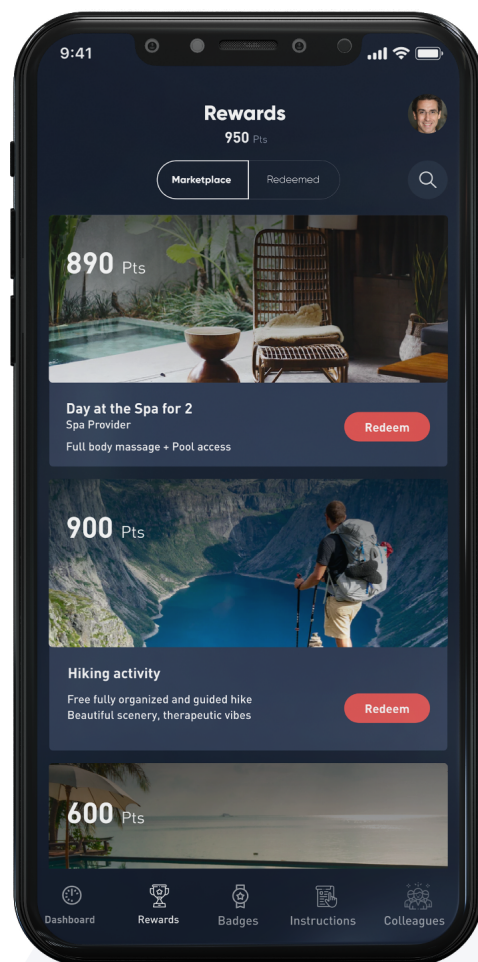 9:41
Rewards
950 Pts
Marketplace Redeemed
890 Pts
Day at the Spa for 2
Spa Provider
Full body massage + Pool access
Redeem
900 Pts
Hiking activity
Free fully organized and guided hike
Beautiful scenery, therapeutic vibes
Redeem
600 Pts
Dashboard Rewards Badges Instructions Colleagues